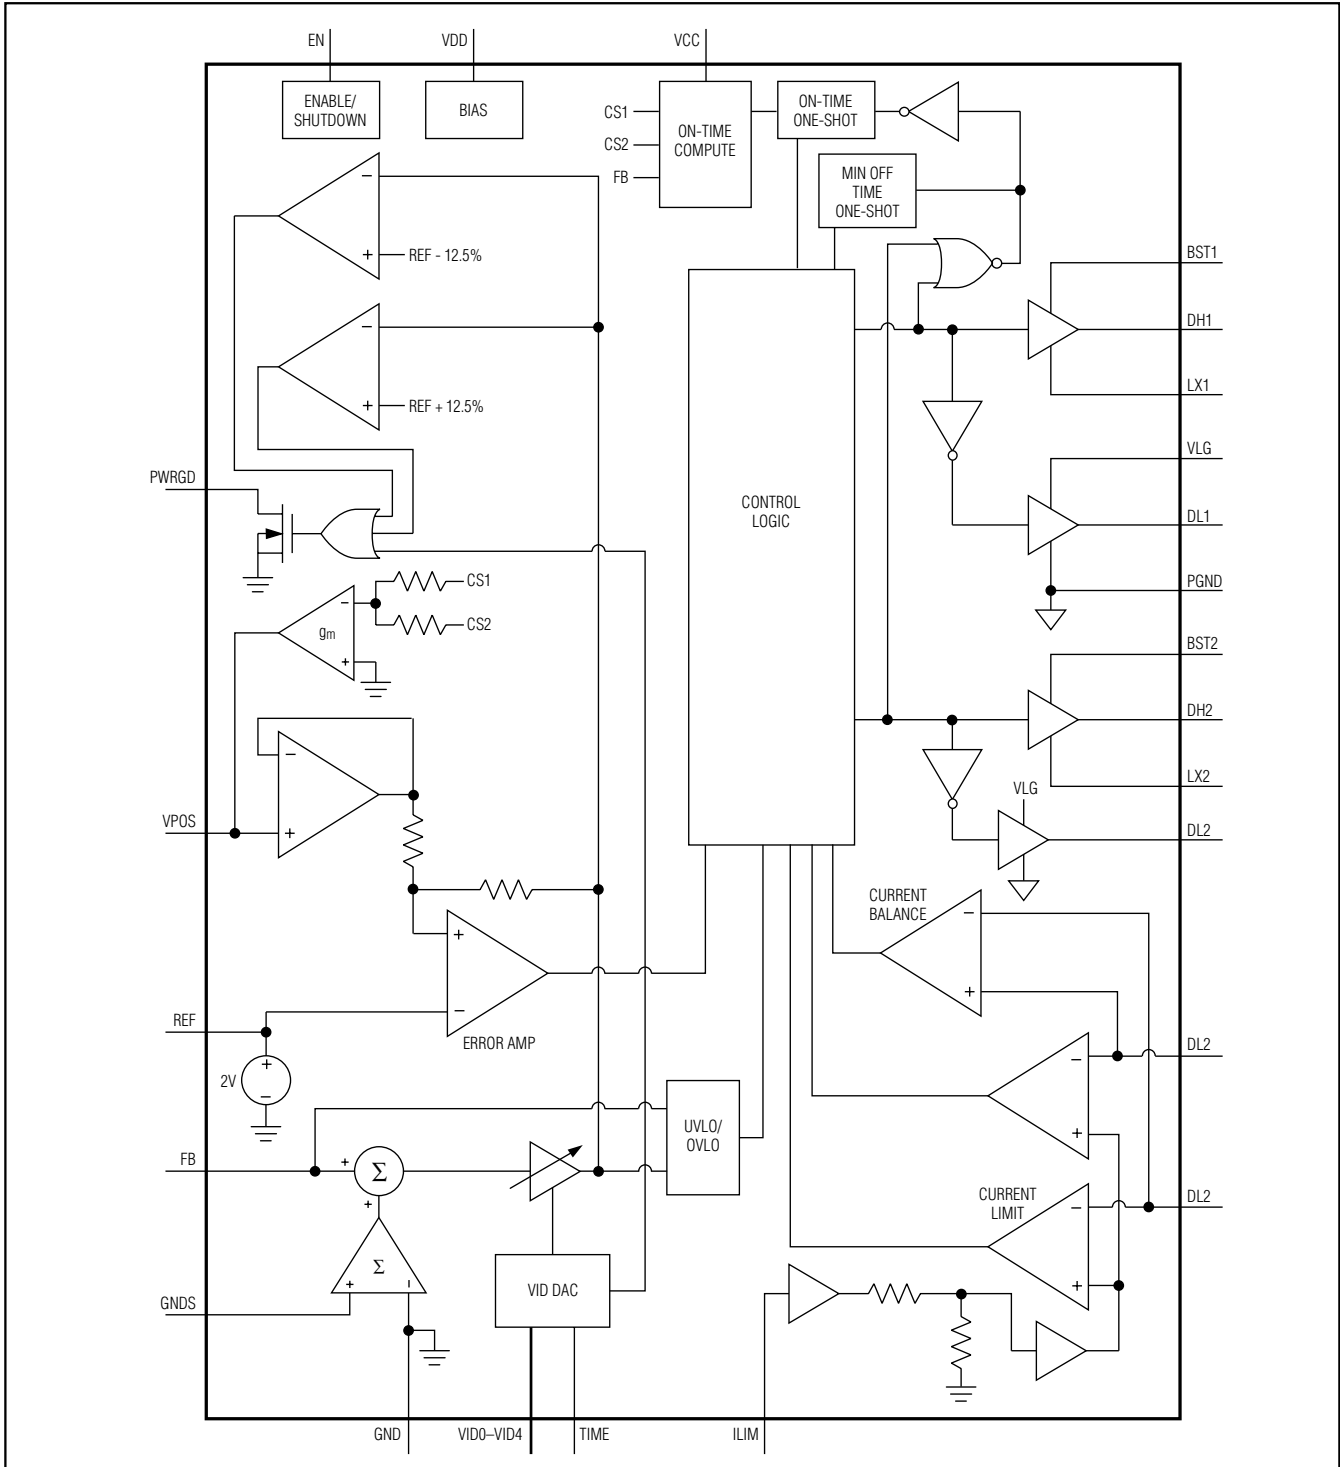 EN
VDD
VCC
ENABLE/
SHUTDOWN
BIAS
CS1
CS2
FB
ON-TIME
COMPUTE
ON-TIME
ONE-SHOT
MIN OFF
TIME
ONE-SHOT
−
+
REF - 12.5%
−
+
REF + 12.5%
BST1
DH1
LX1
VLG
DL1
PGND
BST2
DH2
LX2
VLG
DL2
PWRGD
CONTROL
LOGIC
CS1
CS2
−
gm
+
−
+
VPOS
CURRENT
BALANCE
−
+
+
−
ERROR AMP
REF
2V
+
−
DL2
−
+
UVLO/
OVLO
FB
+
Σ
+
Σ
+
−
GNDS
VID DAC
CURRENT
LIMIT
−
+
DL2
GND
VID0–VID4
TIME
ILIM